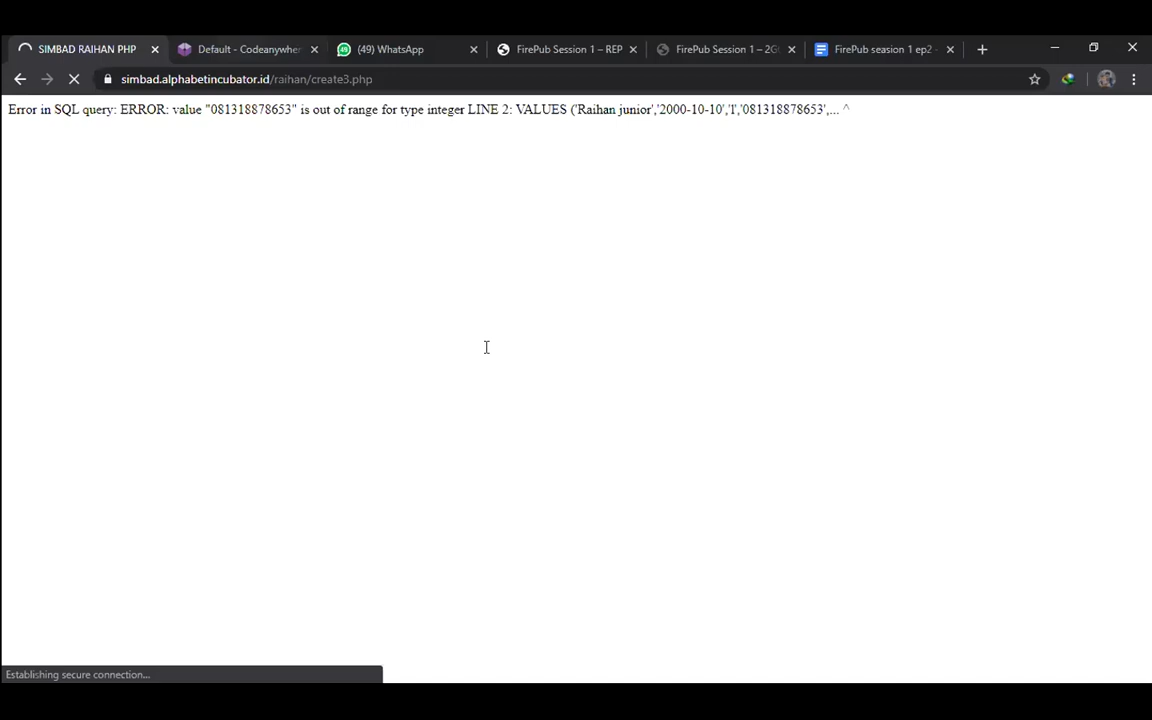 SIMBAD RAIHAN PHP
Default - Codeanywher
(49) WhatsApp
FirePub Session 1 – REP
FirePub Session 1 – 2G
FirePub seasion 1 ep2 -
simbad.alphabetincubator.id/raihan/create3.php
Error in SQL query: ERROR: value "081318878653" is out of range for type integer LINE 2: VALUES ('Raihan junior','2000-10-10','l','081318878653',... ^
Establishing secure connection...